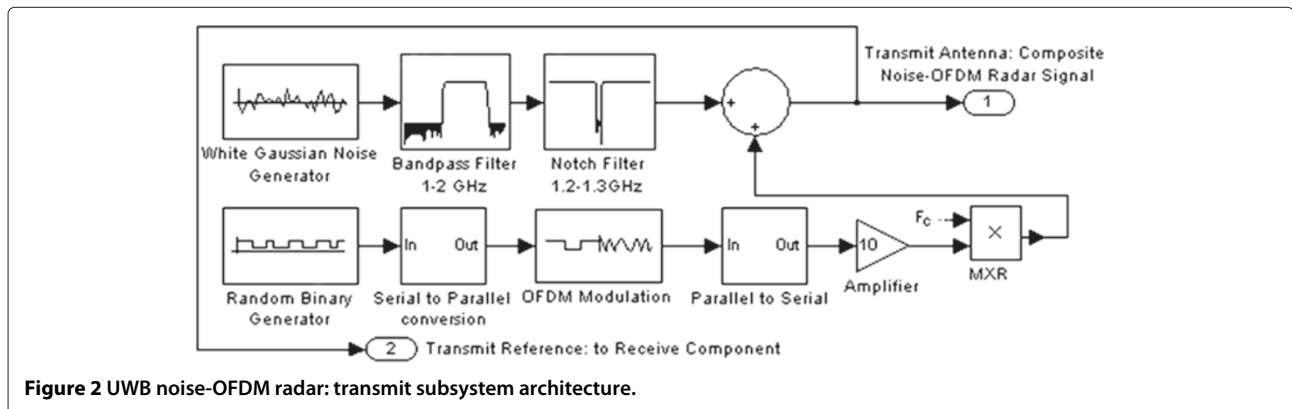 Transmit Antenna: Composite
Noise-OFDM Radar Signal
1
+
+
White Gaussian Noise
Generator
Bandpass Filter
1-2 GHz
Notch Filter
1.2-1.3GHz
Fc
In Out
In Out
10
×
MXR
Amplifier
Random Binary
Generator
Serial to Parallel
conversion
OFDM Modulation
Parallel to Serial
2
Transmit Reference: to Receive Component
Figure 2 UWB noise-OFDM radar: transmit subsystem architecture.